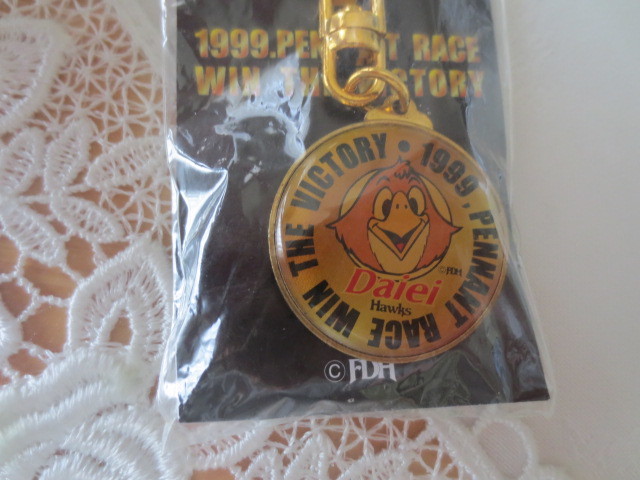 1999.PENNANT RACE
WIN THE VICTORY
1999, PENNANT RACE WIN THE VICTORY •
©FDH
Daiei
Hawks
© FDH